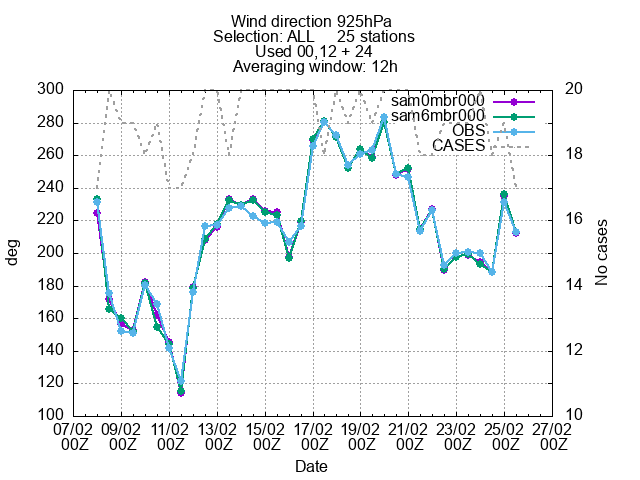 Wind direction 925hPa
Selection: ALL 25 stations
Used 00,12 + 24
Averaging window: 12h
300 20
280
260 18
240
220 16
200
180 14
160
140 12
120
100 10
deg
No cases
sam0mbr000
sam6mbr000
OBS
CASES
07/02 09/02 11/02 13/02 15/02 17/02 19/02 21/02 23/02 25/02 27/02
00Z 00Z 00Z 00Z 00Z 00Z 00Z 00Z 00Z 00Z 00Z
Date